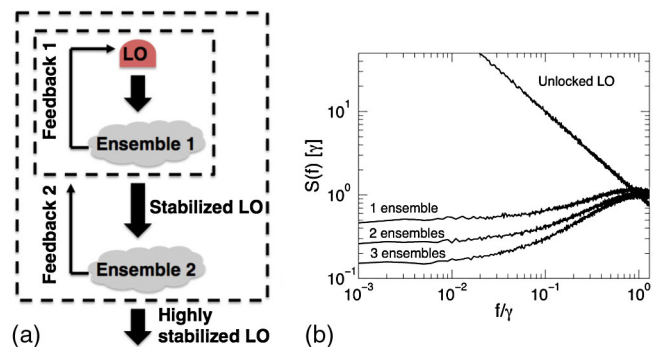 LO
Feedback 1
Ensemble 1
Stabilized LO
Feedback 2
Ensemble 2
Highly
stabilized LO
(a)
S(f) [γ]
10¹
10⁰
10⁻¹
Unlocked LO
1 ensemble
2 ensembles
3 ensembles
10⁻³ 10⁻² 10⁻¹ 10⁰
f/γ
(b)